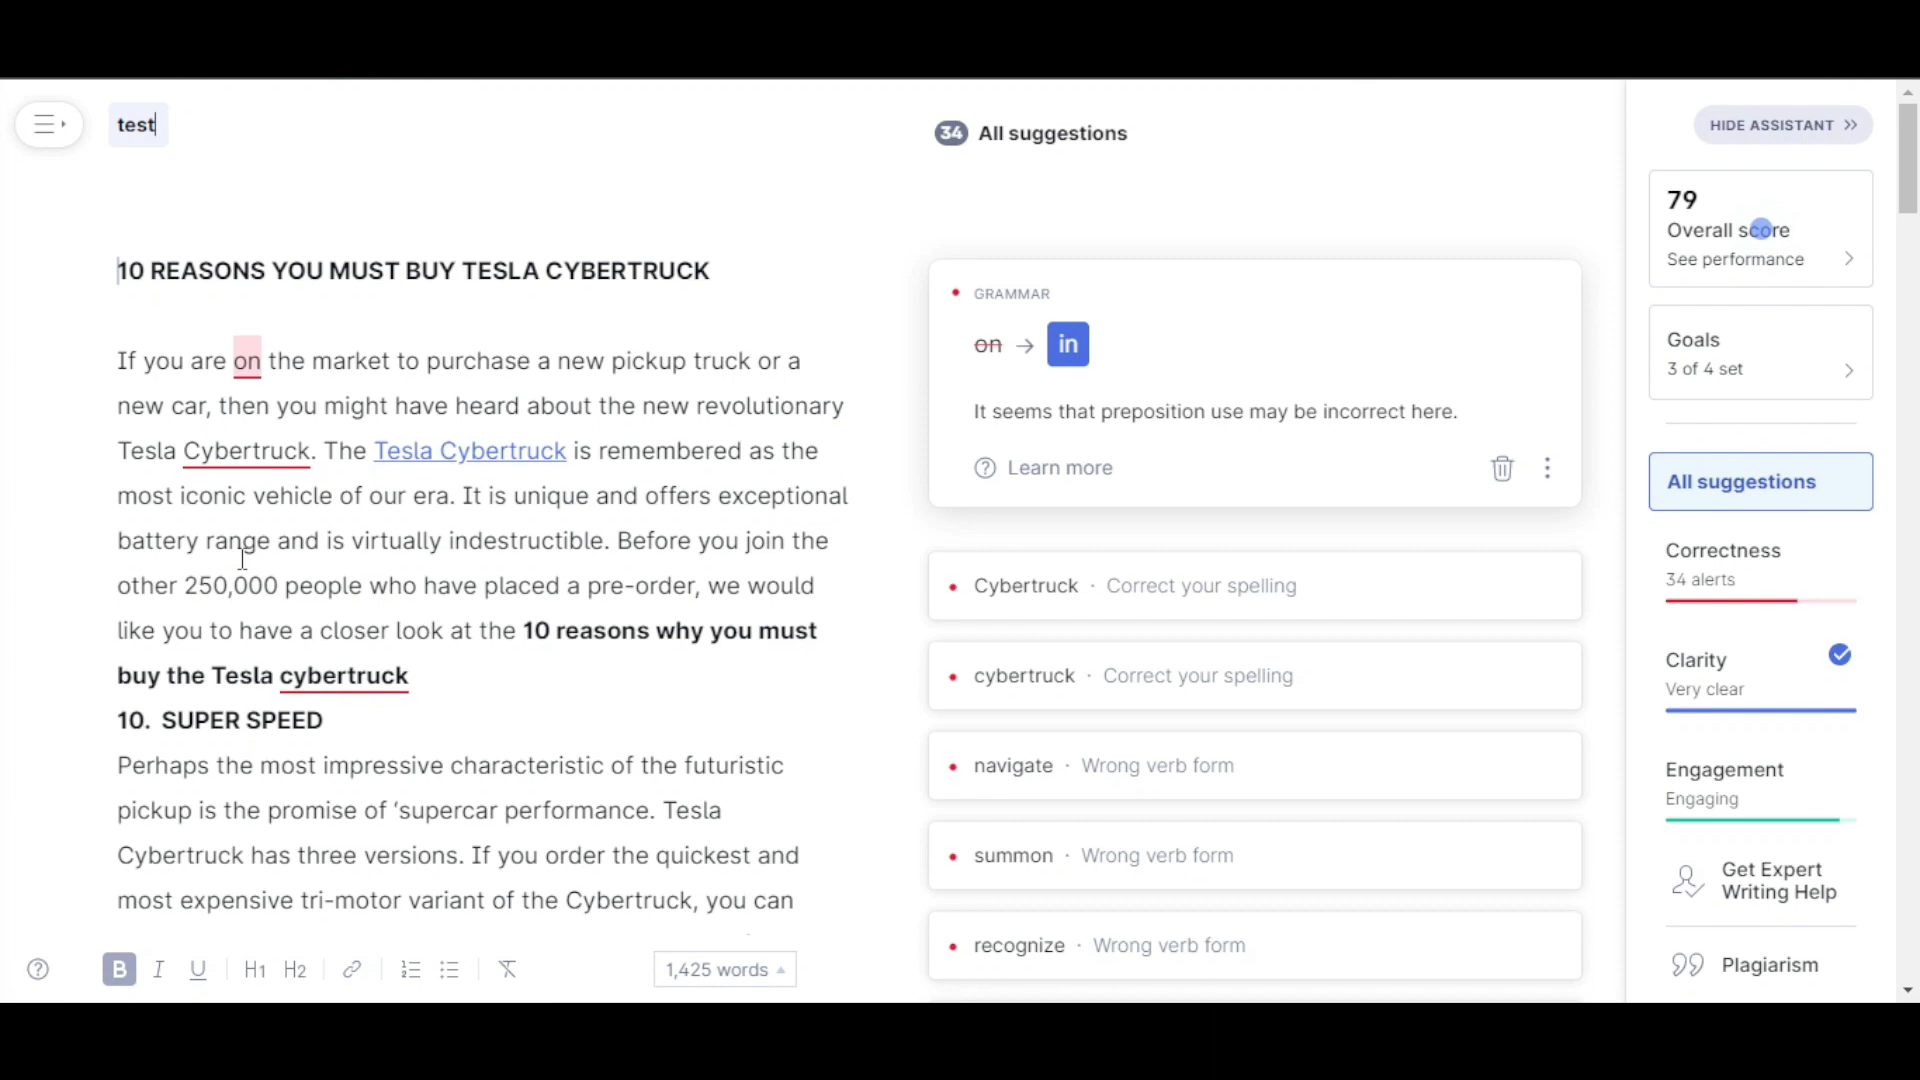 test
34 All suggestions
HIDE ASSISTANT
10 REASONS YOU MUST BUY TESLA CYBERTRUCK
If you are on the market to purchase a new pickup truck or a
new car, then you might have heard about the new revolutionary
Tesla Cybertruck. The Tesla Cybertruck is remembered as the
most iconic vehicle of our era. It is unique and offers exceptional
battery range and is virtually indestructible. Before you join the
other 250,000 people who have placed a pre-order, we would
like you to have a closer look at the 10 reasons why you must
buy the Tesla cybertruck
10. SUPER SPEED
Perhaps the most impressive characteristic of the futuristic
pickup is the promise of ‘supercar performance. Tesla
Cybertruck has three versions. If you order the quickest and
most expensive tri-motor variant of the Cybertruck, you can
B I U H1 H2
1,425 words
GRAMMAR
on → in
It seems that preposition use may be incorrect here.
Learn more
Cybertruck · Correct your spelling
cybertruck · Correct your spelling
navigate · Wrong verb form
summon · Wrong verb form
recognize · Wrong verb form
79
Overall score
See performance
Goals
3 of 4 set
All suggestions
Correctness
34 alerts
Clarity
Very clear
Engagement
Engaging
Get Expert
Writing Help
Plagiarism